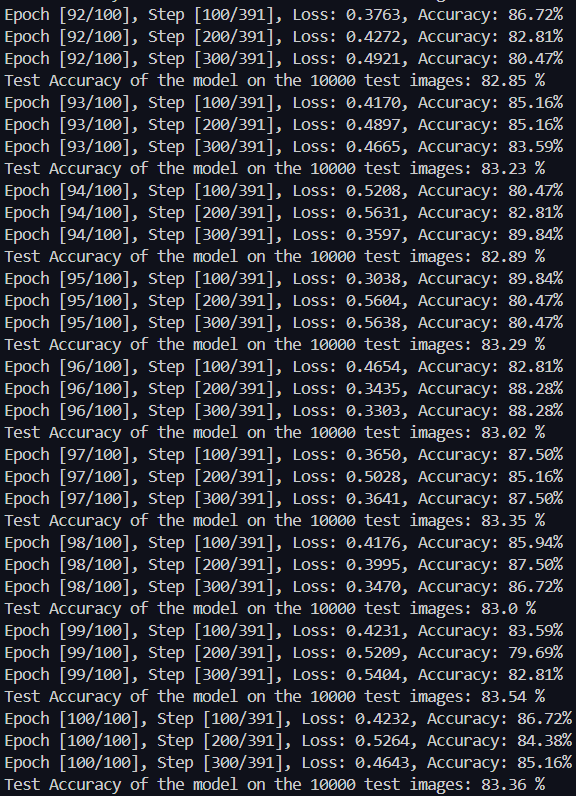 Epoch [92/100], Step [100/391], Loss: 0.3763, Accuracy: 86.72%
Epoch [92/100], Step [200/391], Loss: 0.4272, Accuracy: 82.81%
Epoch [92/100], Step [300/391], Loss: 0.4921, Accuracy: 80.47%
Test Accuracy of the model on the 10000 test images: 82.85 %
Epoch [93/100], Step [100/391], Loss: 0.4170, Accuracy: 85.16%
Epoch [93/100], Step [200/391], Loss: 0.4897, Accuracy: 85.16%
Epoch [93/100], Step [300/391], Loss: 0.4665, Accuracy: 83.59%
Test Accuracy of the model on the 10000 test images: 83.23 %
Epoch [94/100], Step [100/391], Loss: 0.5208, Accuracy: 80.47%
Epoch [94/100], Step [200/391], Loss: 0.5631, Accuracy: 82.81%
Epoch [94/100], Step [300/391], Loss: 0.3597, Accuracy: 89.84%
Test Accuracy of the model on the 10000 test images: 82.89 %
Epoch [95/100], Step [100/391], Loss: 0.3038, Accuracy: 89.84%
Epoch [95/100], Step [200/391], Loss: 0.5604, Accuracy: 80.47%
Epoch [95/100], Step [300/391], Loss: 0.5638, Accuracy: 80.47%
Test Accuracy of the model on the 10000 test images: 83.29 %
Epoch [96/100], Step [100/391], Loss: 0.4654, Accuracy: 82.81%
Epoch [96/100], Step [200/391], Loss: 0.3435, Accuracy: 88.28%
Epoch [96/100], Step [300/391], Loss: 0.3303, Accuracy: 88.28%
Test Accuracy of the model on the 10000 test images: 83.02 %
Epoch [97/100], Step [100/391], Loss: 0.3650, Accuracy: 87.50%
Epoch [97/100], Step [200/391], Loss: 0.5028, Accuracy: 85.16%
Epoch [97/100], Step [300/391], Loss: 0.3641, Accuracy: 87.50%
Test Accuracy of the model on the 10000 test images: 83.35 %
Epoch [98/100], Step [100/391], Loss: 0.4176, Accuracy: 85.94%
Epoch [98/100], Step [200/391], Loss: 0.3995, Accuracy: 87.50%
Epoch [98/100], Step [300/391], Loss: 0.3470, Accuracy: 86.72%
Test Accuracy of the model on the 10000 test images: 83.0 %
Epoch [99/100], Step [100/391], Loss: 0.4231, Accuracy: 83.59%
Epoch [99/100], Step [200/391], Loss: 0.5209, Accuracy: 79.69%
Epoch [99/100], Step [300/391], Loss: 0.5404, Accuracy: 82.81%
Test Accuracy of the model on the 10000 test images: 83.54 %
Epoch [100/100], Step [100/391], Loss: 0.4232, Accuracy: 86.72%
Epoch [100/100], Step [200/391], Loss: 0.5264, Accuracy: 84.38%
Epoch [100/100], Step [300/391], Loss: 0.4643, Accuracy: 85.16%
Test Accuracy of the model on the 10000 test images: 83.36 %